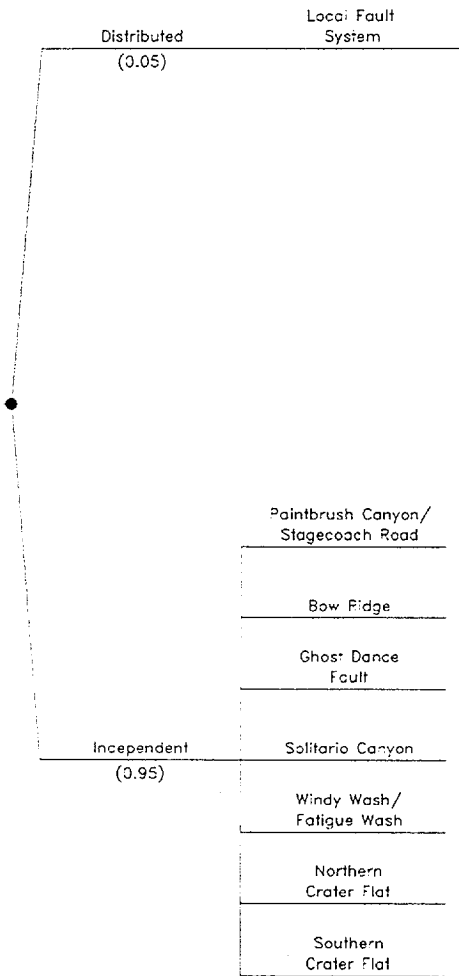 Local Fault
System
Distributed
(0.05)
Paintbrush Canyon/
Stagecoach Road
Bow Ridge
Ghost Dance
Fault
Independent
(0.95)
Solitario Canyon
Windy Wash/
Fatigue Wash
Northern
Crater Flat
Southern
Crater Flat